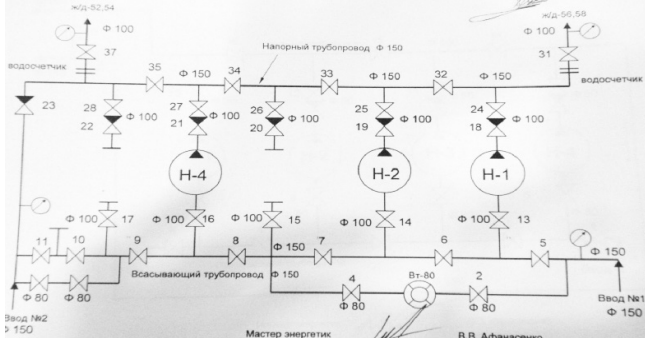 ж/д-52,54
ж/д-56,58
Ф 100
Ф 100
37
31
Напорный трубопровод Ф 150
водосчетчик
35
Ф 150
34
33
Ф 150
32
Ф 150
водосчетчик
23
28
27
26
25
24
Ф 100
Ф 100
Ф 100
Ф 100
Ф 100
22
21
20
19
18
Н-4
Н-2
Н-1
Ф 100
17
Ф 100
16
Ф 100
15
Ф 100
14
Ф 100
13
11
10
9
8
Ф 150
7
6
5
Ф 150
Всасывающий трубопровод Ф 150
4
Вт-80
2
Ф 80
Ф 80
Ф 80
Ф 80
Ввод №2
Ф 150
Ввод №1
Ф 150
Мастер энергетик
В.В. Афанасенко